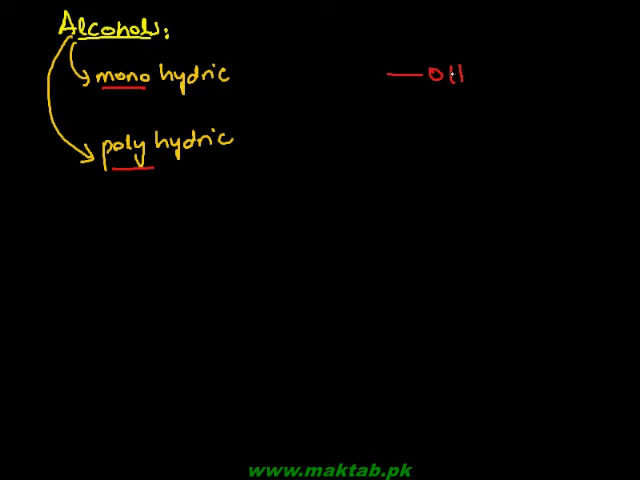 Alcohols:
mono hydric
—OH
poly hydric
www.maktab.pk